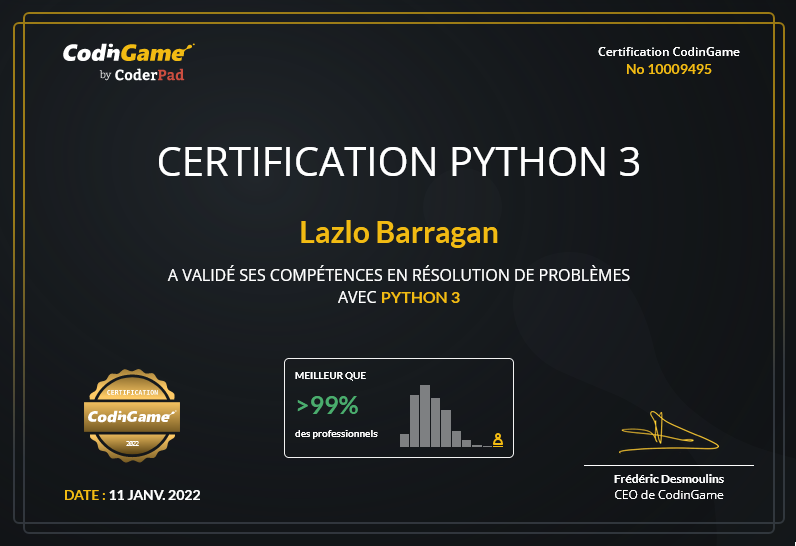 CodinGame
by CoderPad
Certification CodinGame
No 10009495
CERTIFICATION PYTHON 3
Lazlo Barragan
A VALIDÉ SES COMPÉTENCES EN RÉSOLUTION DE PROBLÈMES
AVEC PYTHON 3
CERTIFICATION
CodinGame
2022
MEILLEUR QUE
>99%
des professionnels
DATE : 11 JANV. 2022
Frédéric Desmoulins
CEO de CodinGame